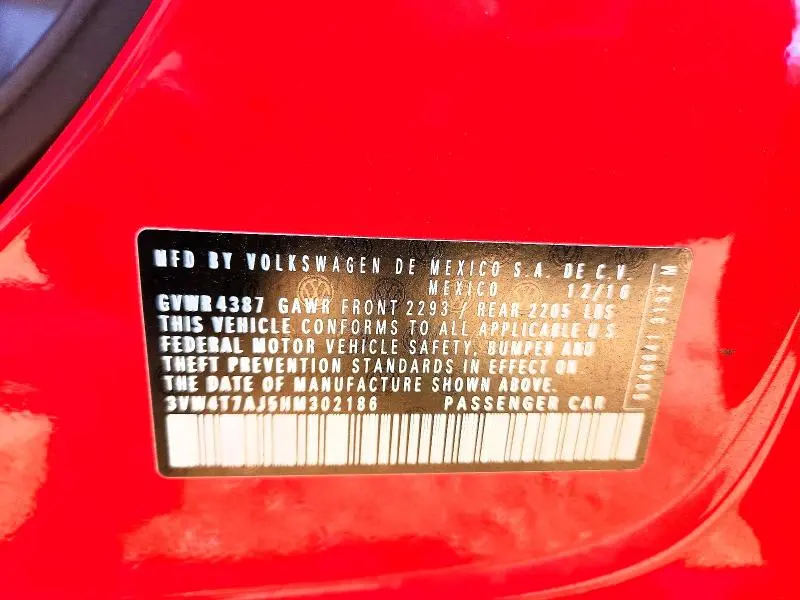 MFD BY VOLKSWAGEN DE MEXICO S.A. DE C.V.
MEXICO 12/16
GVWR 4387 GAWR FRONT 2293 / REAR 2205 LBS
THIS VEHICLE CONFORMS TO ALL APPLICABLE U S
FEDERAL MOTOR VEHICLE SAFETY, BUMPER AND
THEFT PREVENTION STANDARDS IN EFFECT ON
THE DATE OF MANUFACTURE SHOWN ABOVE.
3VW4T7AJ5HM302186 PASSENGER CAR